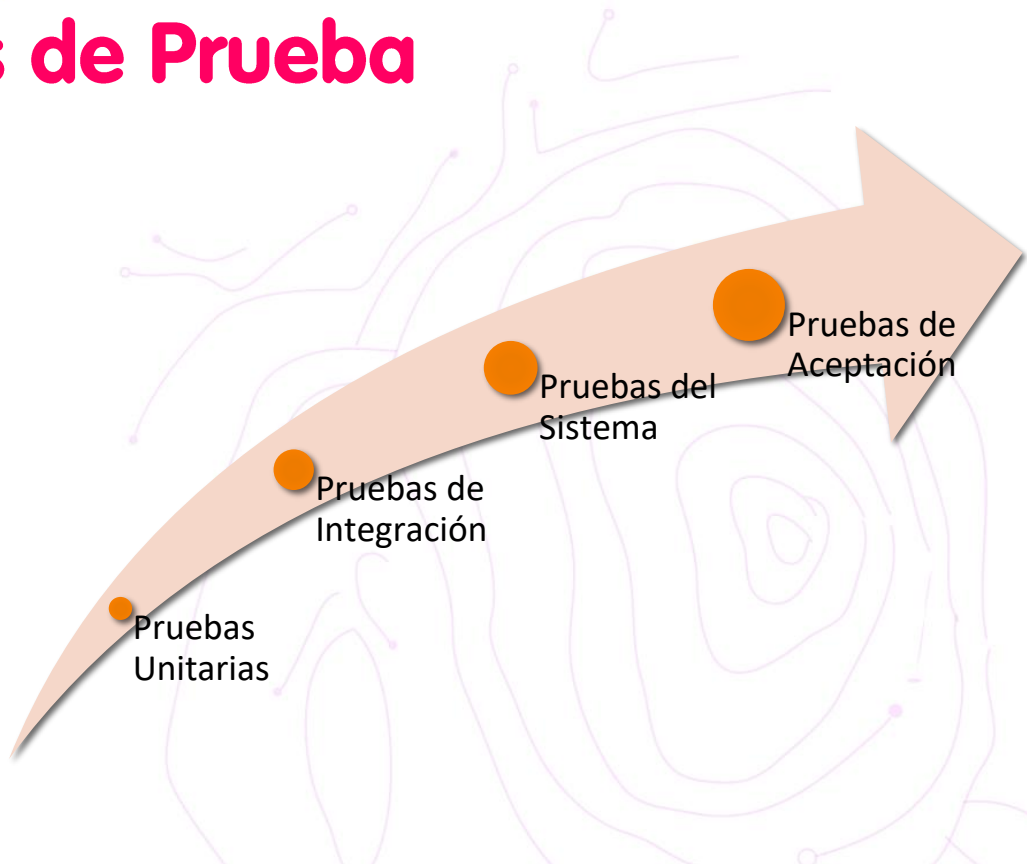 de Prueba
Pruebas de
Aceptación
Pruebas del
Sistema
Pruebas de
Integración
Pruebas
Unitarias